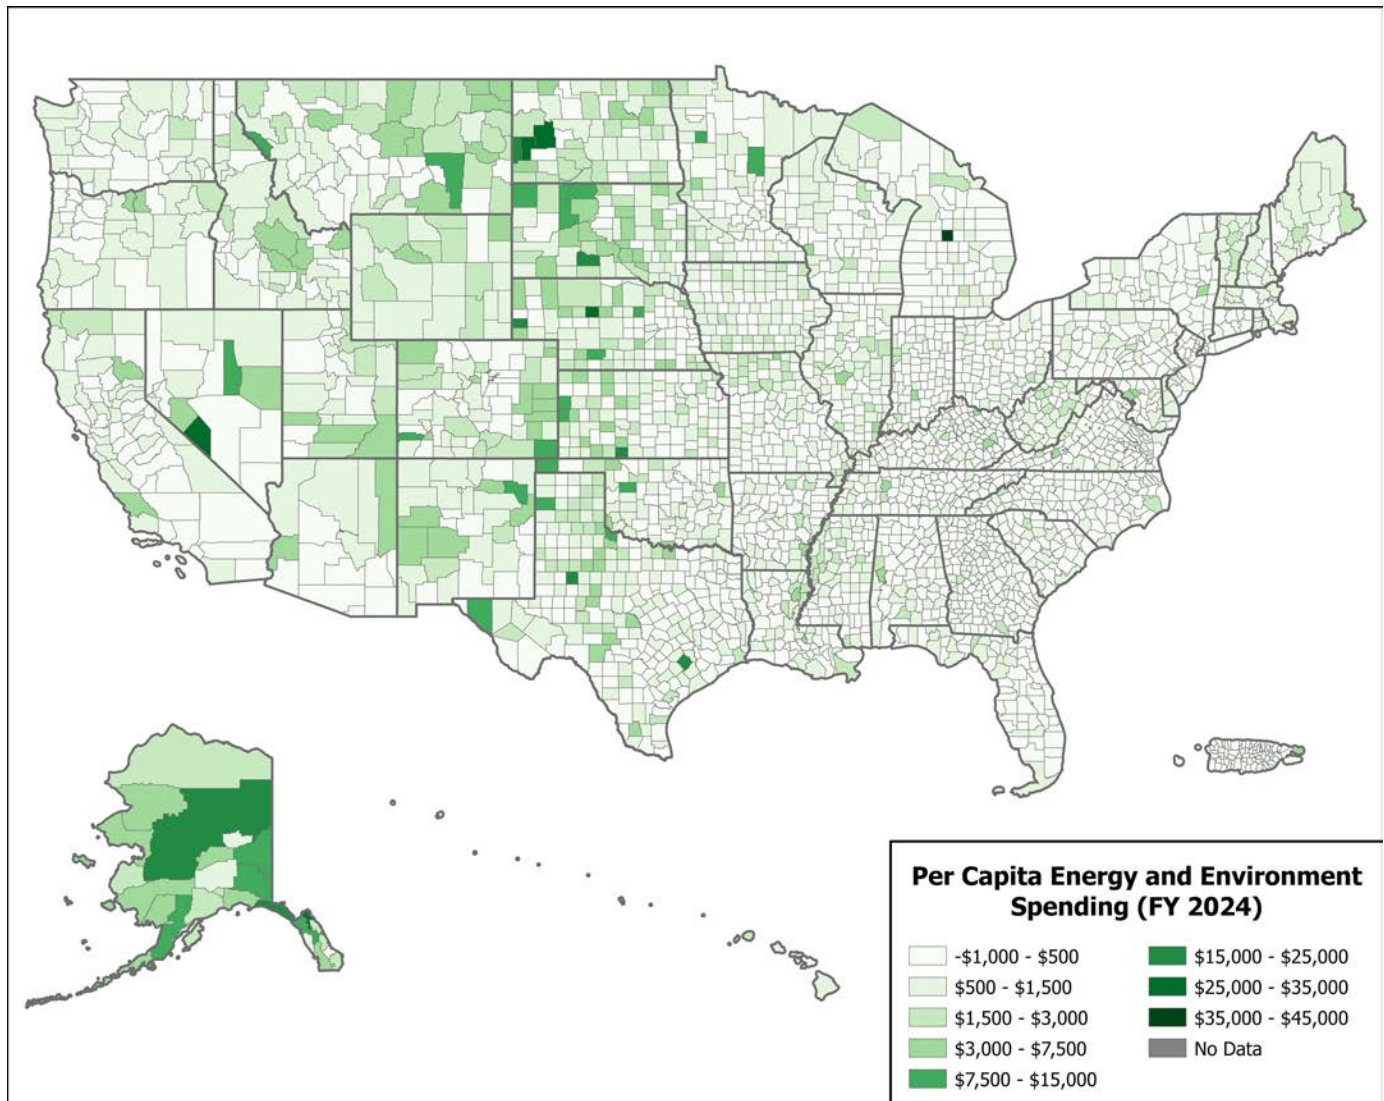 Per Capita Energy and Environment
Spending (FY 2024)
-$1,000 - $500
$500 - $1,500
$1,500 - $3,000
$3,000 - $7,500
$7,500 - $15,000
$15,000 - $25,000
$25,000 - $35,000
$35,000 - $45,000
No Data